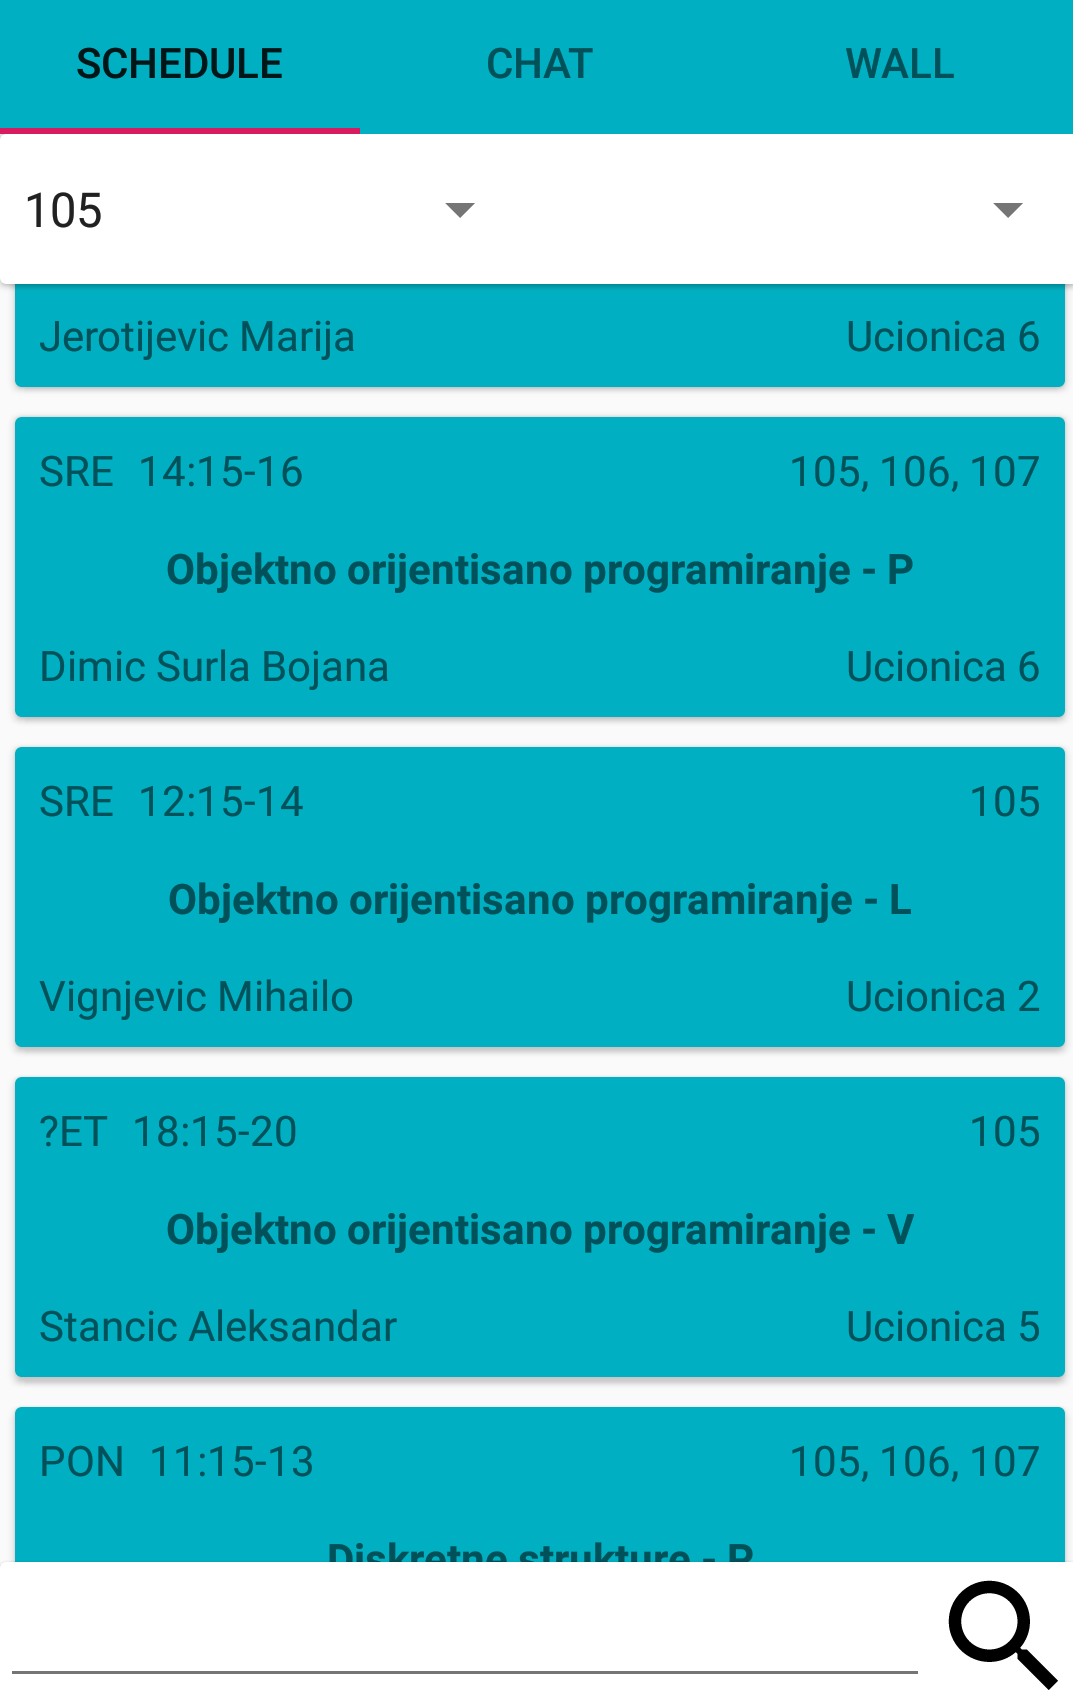 SCHEDULE CHAT WALL
105
Jerotijevic Marija Ucionica 6
SRE 14:15-16 105, 106, 107
Objektno orijentisano programiranje - P
Dimic Surla Bojana Ucionica 6
SRE 12:15-14 105
Objektno orijentisano programiranje - L
Vignjevic Mihailo Ucionica 2
?ET 18:15-20 105
Objektno orijentisano programiranje - V
Stancic Aleksandar Ucionica 5
PON 11:15-13 105, 106, 107
Diskretne strukture -